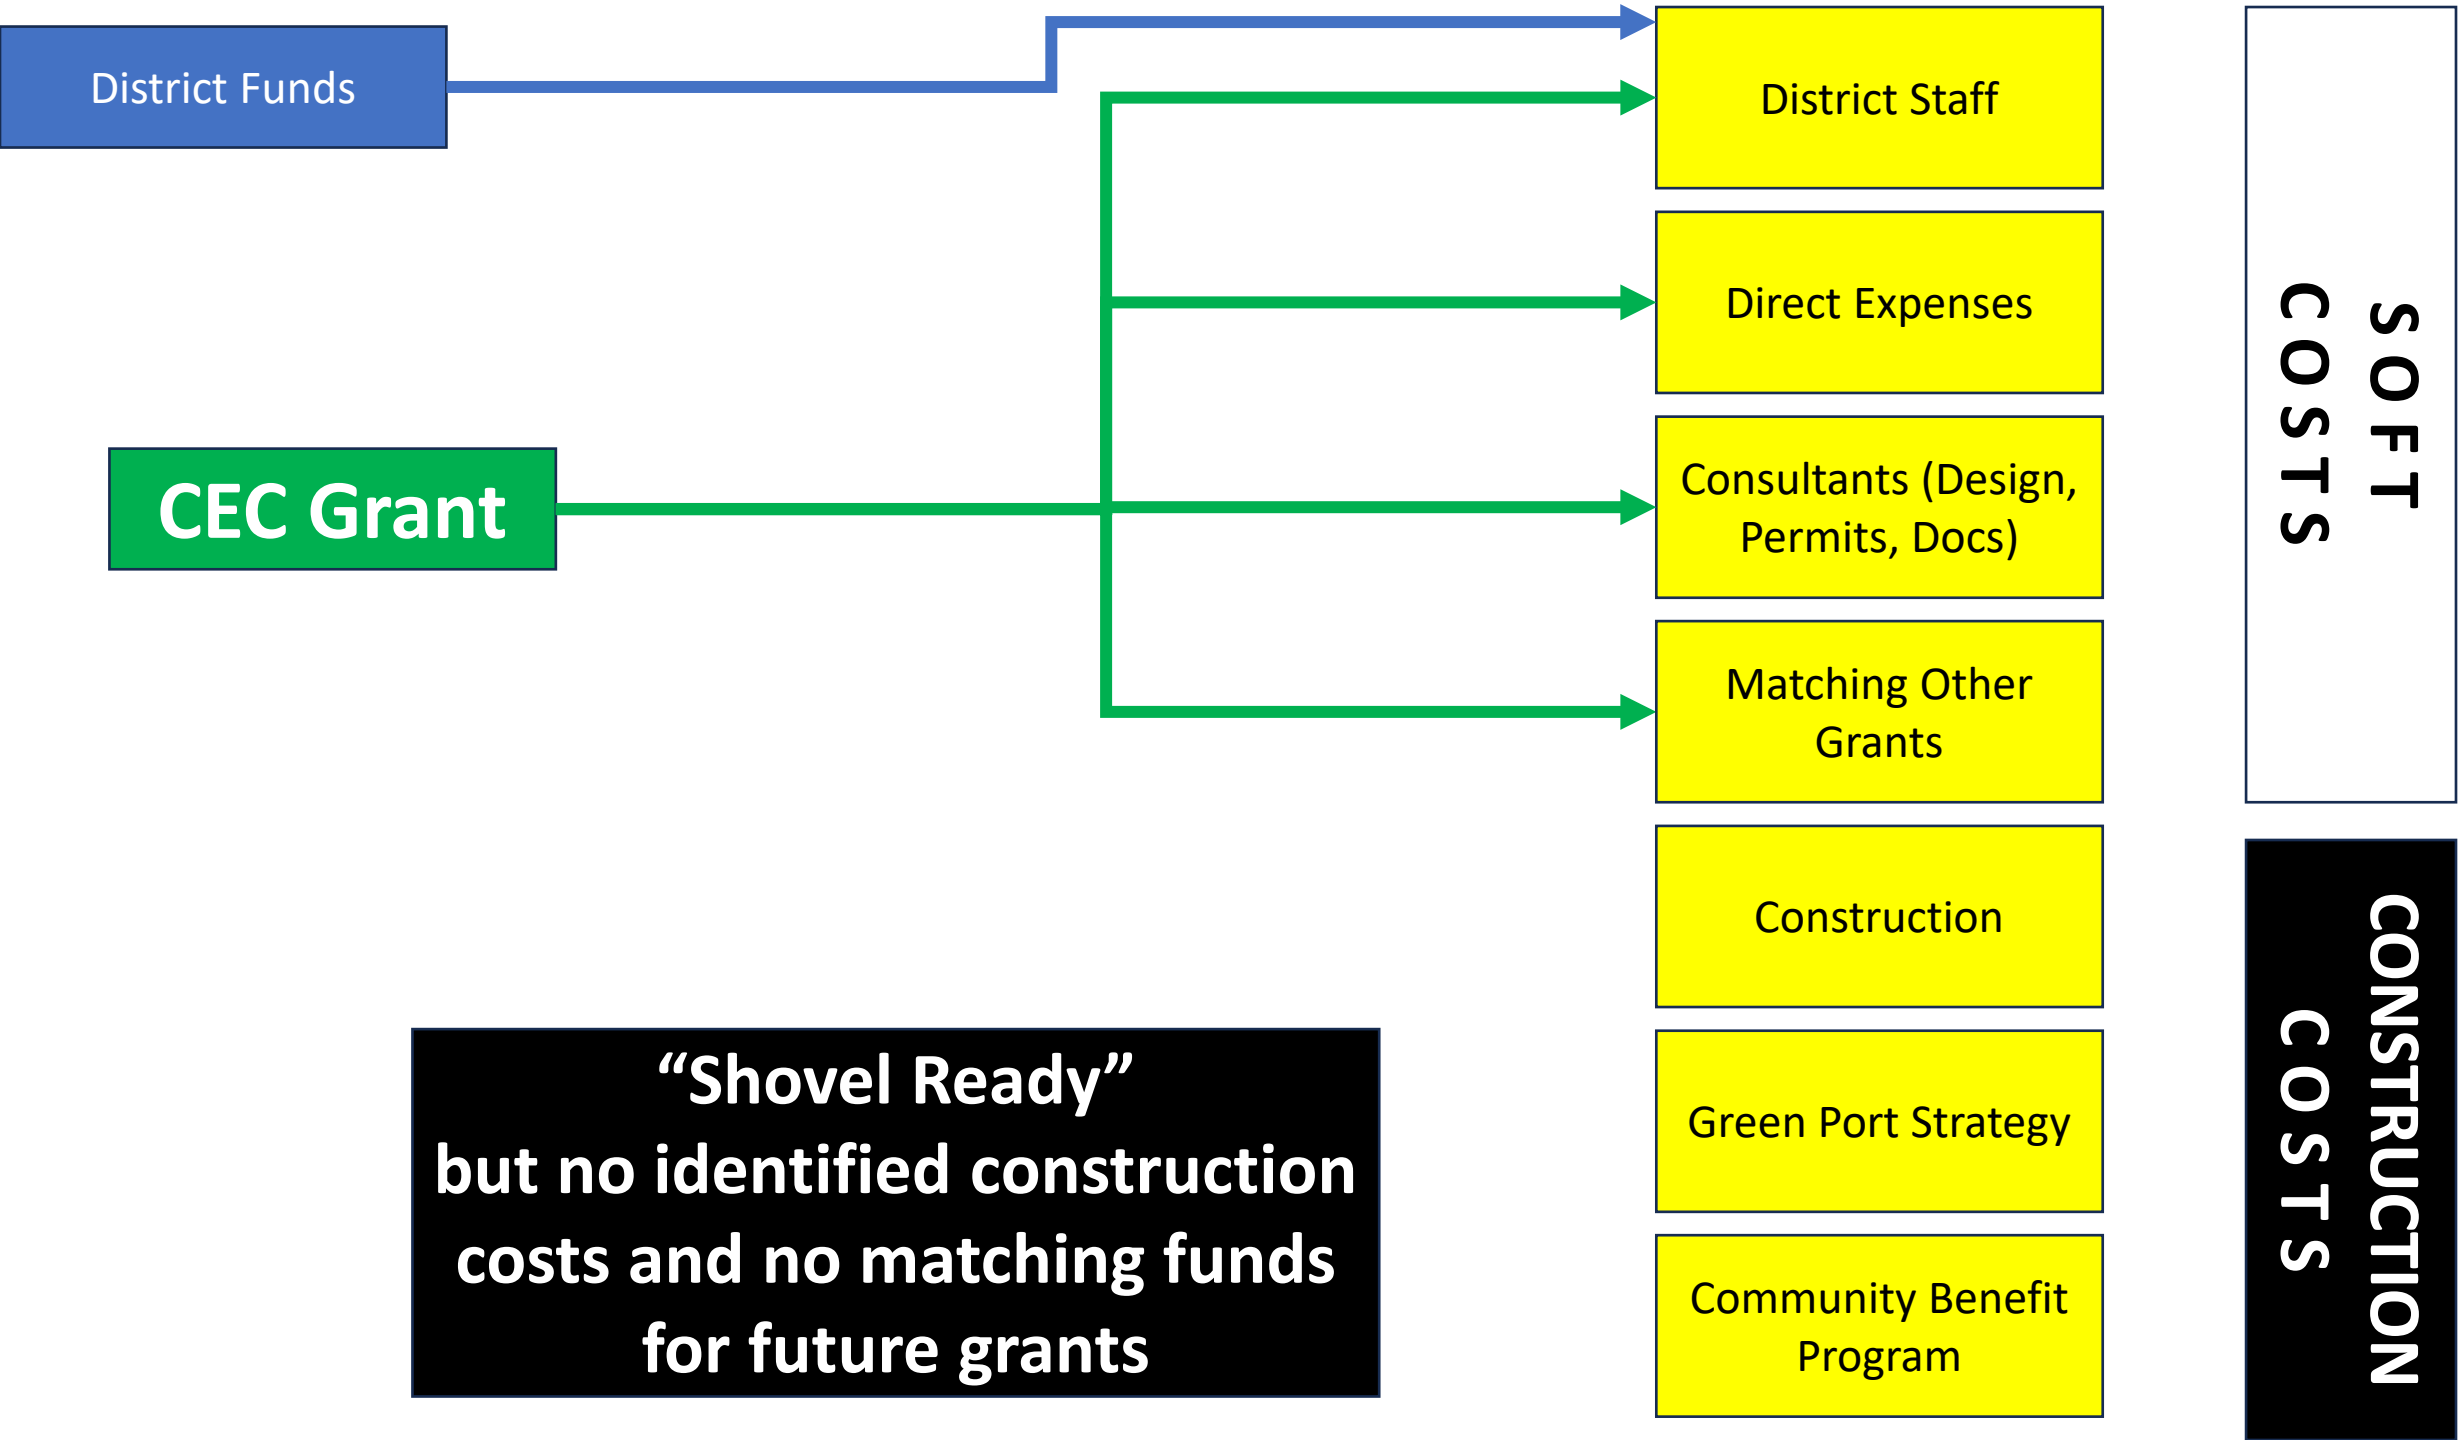 District Funds
CEC Grant
District Staff
Direct Expenses
Consultants (Design,
Permits, Docs)
Matching Other
Grants
Construction
Green Port Strategy
Community Benefit
Program
“Shovel Ready”
but no identified construction
costs and no matching funds
for future grants
SOFT
COSTS
CONSTRUCTION
COSTS